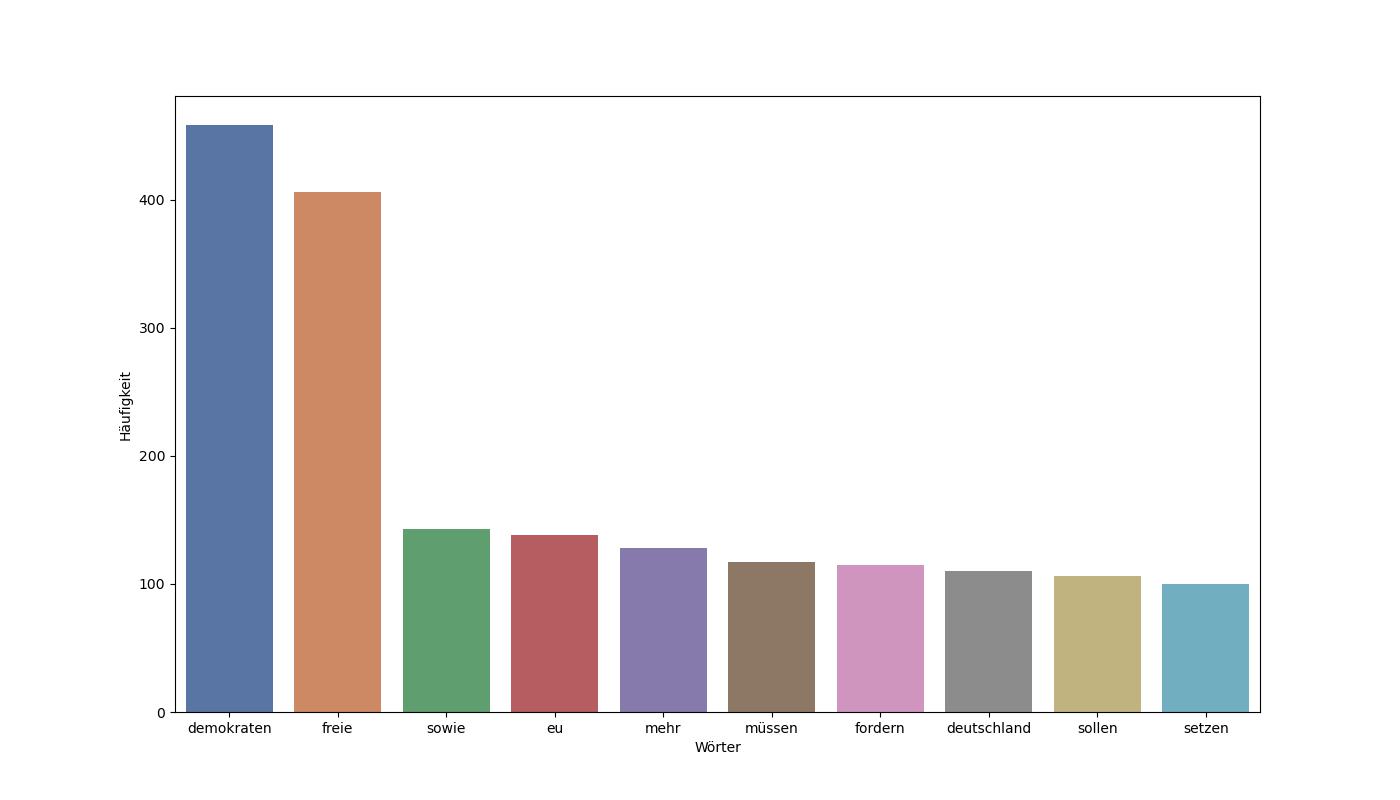 400
300
200
100
0
Häufigkeit
demokraten freie sowie eu mehr müssen fordern deutschland sollen setzen
Wörter